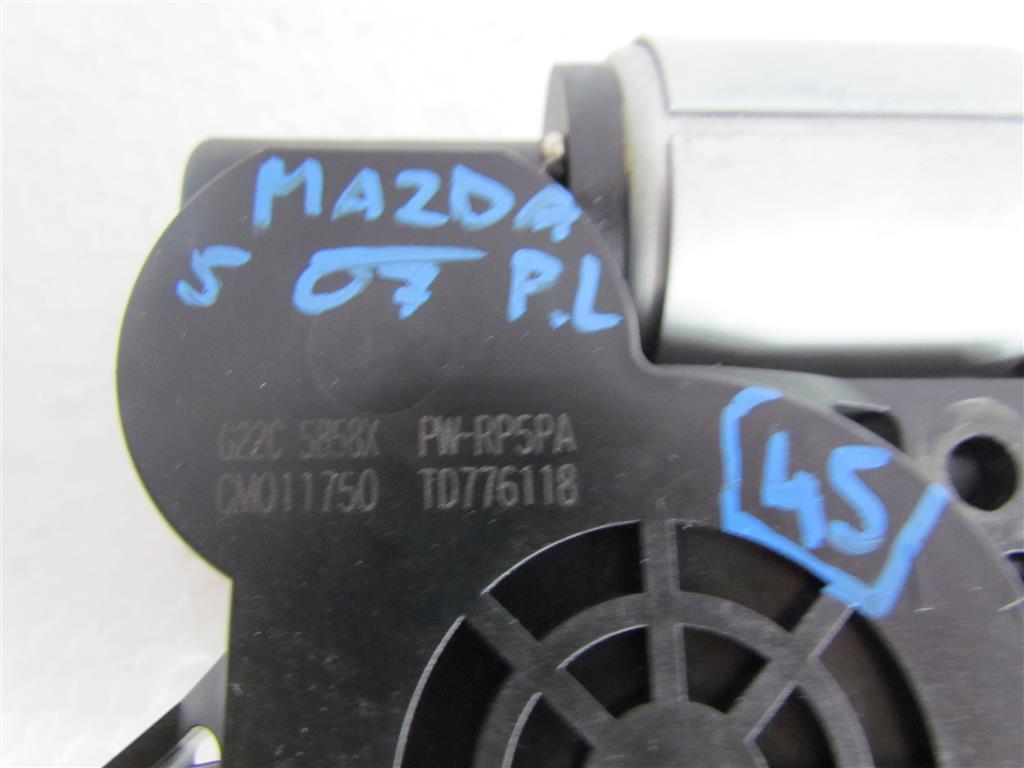 MAZDA
5 07 P.L
G22C 5858X PW-RP5PA
CM011750 TD776118
45